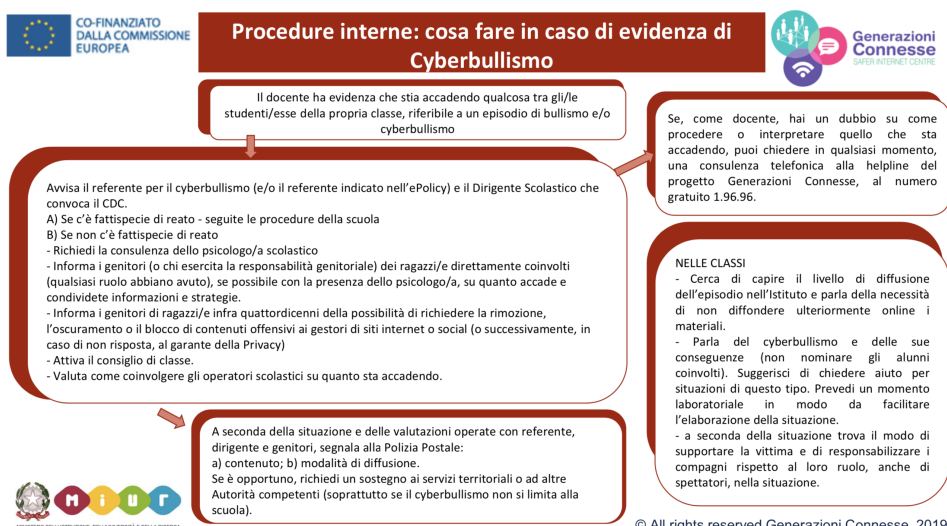 CO-FINANZIATO
DALLA COMMISSIONE
EUROPEA
Procedure interne: cosa fare in caso di evidenza di
Cyberbullismo
Generazioni
Connesse
SAFER INTERNET CENTRE
Il docente ha evidenza che stia accadendo qualcosa tra gli/le
studenti/esse della propria classe, riferibile a un episodio di bullismo e/o
cyberbullismo
Se, come docente, hai un dubbio su come
procedere o interpretare quello che sta
accadendo, puoi chiedere in qualsiasi momento,
una consulenza telefonica alla helpline del
progetto Generazioni Connesse, al numero
gratuito 1.96.96.
Avvisa il referente per il cyberbullismo (e/o il referente indicato nell’ePolicy) e il Dirigente Scolastico che
convoca il CDC.
A) Se c’è fattispecie di reato - seguite le procedure della scuola
B) Se non c’è fattispecie di reato
- Richiedi la consulenza dello psicologo/a scolastico
- Informa i genitori (o chi esercita la responsabilità genitoriale) dei ragazzi/e direttamente coinvolti
(qualsiasi ruolo abbiano avuto), se possibile con la presenza dello psicologo/a, su quanto accade e
condividete informazioni e strategie.
- Informa i genitori di ragazzi/e infra quattordicenni della possibilità di richiedere la rimozione,
l’oscuramento o il blocco di contenuti offensivi ai gestori di siti internet o social (o successivamente, in
caso di non risposta, al garante della Privacy)
- Attiva il consiglio di classe.
- Valuta come coinvolgere gli operatori scolastici su quanto sta accadendo.
NELLE CLASSI
- Cerca di capire il livello di diffusione
dell’episodio nell’Istituto e parla della necessità
di non diffondere ulteriormente online i
materiali.
- Parla del cyberbullismo e delle sue
conseguenze (non nominare gli alunni
coinvolti). Suggerisci di chiedere aiuto per
situazioni di questo tipo. Prevedi un momento
laboratoriale in modo da facilitare
l’elaborazione della situazione.
- a seconda della situazione trova il modo di
supportare la vittima e di responsabilizzare i
compagni rispetto al loro ruolo, anche di
spettatori, nella situazione.
A seconda della situazione e delle valutazioni operate con referente,
dirigente e genitori, segnala alla Polizia Postale:
a) contenuto; b) modalità di diffusione.
Se è opportuno, richiedi un sostegno ai servizi territoriali o ad altre
Autorità competenti (soprattutto se il cyberbullismo non si limita alla
scuola).
miur
© All rights reserved Generazioni Connesse, 2019